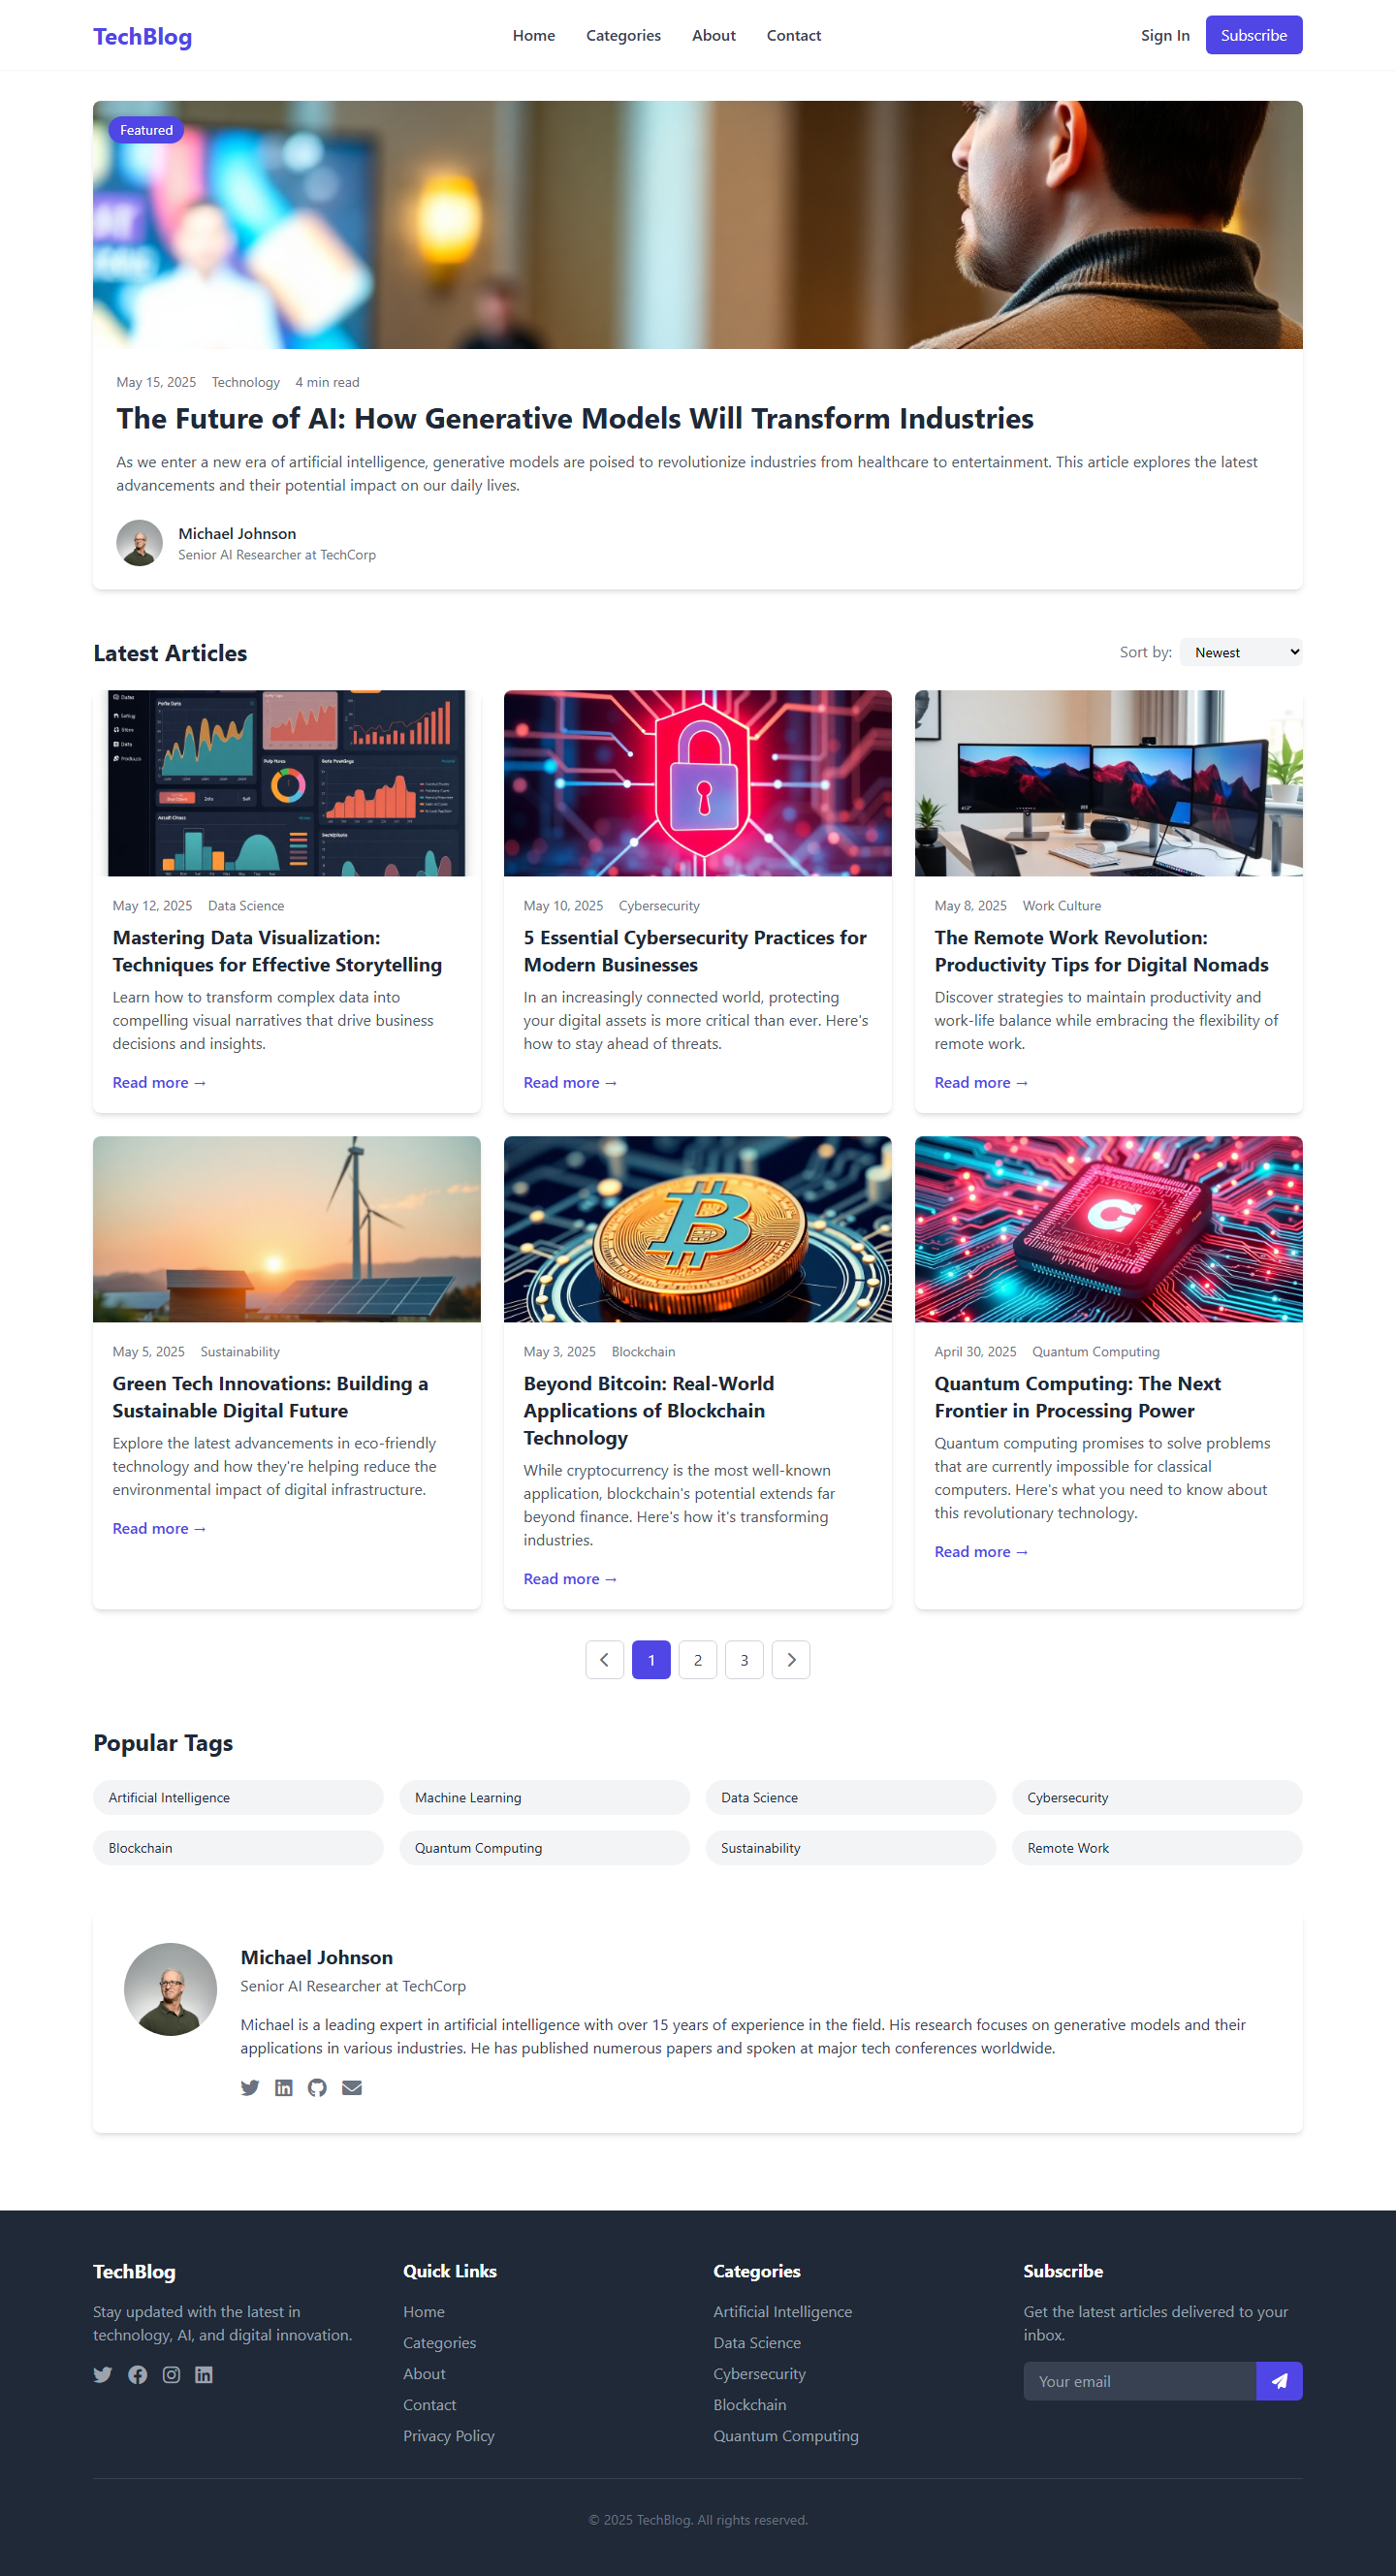 TechBlog
Home Categories About Contact
Sign In Subscribe
Featured
May 15, 2025 Technology 4 min read
The Future of AI: How Generative Models Will Transform Industries
As we enter a new era of artificial intelligence, generative models are poised to revolutionize industries from healthcare to entertainment. This article explores the latest
advancements and their potential impact on our daily lives.
Michael Johnson
Senior AI Researcher at TechCorp
Latest Articles
Sort by: Newest
May 12, 2025 Data Science
Mastering Data Visualization:
Techniques for Effective Storytelling
Learn how to transform complex data into
compelling visual narratives that drive business
decisions and insights.
Read more →
May 10, 2025 Cybersecurity
5 Essential Cybersecurity Practices for
Modern Businesses
In an increasingly connected world, protecting
your digital assets is more critical than ever. Here's
how to stay ahead of threats.
Read more →
May 8, 2025 Work Culture
The Remote Work Revolution:
Productivity Tips for Digital Nomads
Discover strategies to maintain productivity and
work-life balance while embracing the flexibility of
remote work.
Read more →
May 5, 2025 Sustainability
Green Tech Innovations: Building a
Sustainable Digital Future
Explore the latest advancements in eco-friendly
technology and how they're helping reduce the
environmental impact of digital infrastructure.
Read more →
May 3, 2025 Blockchain
Beyond Bitcoin: Real-World
Applications of Blockchain
Technology
While cryptocurrency is the most well-known
application, blockchain's potential extends far
beyond finance. Here's how it's transforming
industries.
Read more →
April 30, 2025 Quantum Computing
Quantum Computing: The Next
Frontier in Processing Power
Quantum computing promises to solve problems
that are currently impossible for classical
computers. Here's what you need to know about
this revolutionary technology.
Read more →
1 2 3
Popular Tags
Artificial Intelligence Machine Learning Data Science Cybersecurity
Blockchain Quantum Computing Sustainability Remote Work
Michael Johnson
Senior AI Researcher at TechCorp
Michael is a leading expert in artificial intelligence with over 15 years of experience in the field. His research focuses on generative models and their
applications in various industries. He has published numerous papers and spoken at major tech conferences worldwide.
TechBlog
Stay updated with the latest in
technology, AI, and digital innovation.
Quick Links
Home
Categories
About
Contact
Privacy Policy
Categories
Artificial Intelligence
Data Science
Cybersecurity
Blockchain
Quantum Computing
Subscribe
Get the latest articles delivered to your
inbox.
Your email
© 2025 TechBlog. All rights reserved.